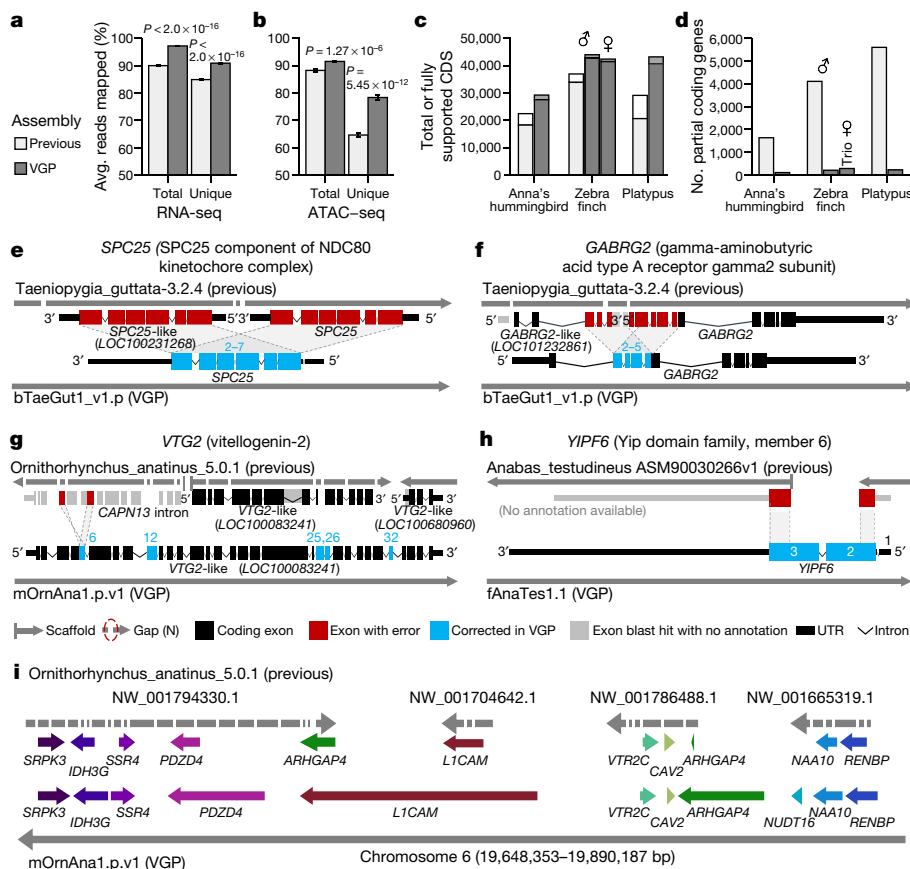 a
P < 2.0 × 10−16
P < 2.0 × 10−16
Assembly
Previous
VGP
Avg. reads mapped (%)
100
90
80
70
60
50
Total Unique
RNA-seq
b
P = 1.27 × 10−6
P = 5.45 × 10−12
100
90
80
70
60
50
Total Unique
ATAC–seq
c
Total or fully supported CDS
50,000
40,000
30,000
20,000
10,000
0
♂ ♀
Anna's hummingbird
Zebra finch
Platypus
d
No. partial coding genes
6,000
5,000
4,000
3,000
2,000
1,000
0
♂
Trio ♀
Anna's hummingbird
Zebra finch
Platypus
e
SPC25 (SPC25 component of NDC80 kinetochore complex)
Taeniopygia_guttata-3.2.4 (previous)
3′ 5′ 3′ 5′
SPC25-like (LOC100231268)
SPC25
2–7
3′ 5′
SPC25
bTaeGut1_v1.p (VGP)
f
GABRG2 (gamma-aminobutyric acid type A receptor gamma2 subunit)
Taeniopygia_guttata-3.2.4 (previous)
5′ 3′ 5′ 3′
GABRG2-like (LOC101232861)
GABRG2
2–5
5′ 3′
GABRG2
bTaeGut1_v1.p (VGP)
g
VTG2 (vitellogenin-2)
Ornithorhynchus_anatinus_5.0.1 (previous)
CAPN13 intron
5′ 3′ 3′
VTG2-like (LOC100083241)
VTG2-like (LOC100680960)
6 12 25,26 32
5′ 3′
VTG2-like (LOC100083241)
mOrnAna1.p.v1 (VGP)
h
YIPF6 (Yip domain family, member 6)
Anabas_testudineus ASM90030266v1 (previous)
(No annotation available)
3′ 3 2 1 5′
YIPF6
fAnaTes1.1 (VGP)
Scaffold Gap (N) Coding exon Exon with error Corrected in VGP Exon blast hit with no annotation UTR Intron
i Ornithorhynchus_anatinus_5.0.1 (previous)
NW_001794330.1 NW_001704642.1 NW_001786488.1 NW_001665319.1
SRPK3 IDH3G SSR4 PDZD4 ARHGAP4 L1CAM VTR2C CAV2 ARHGAP4 NAA10 RENBP
SRPK3 IDH3G SSR4 PDZD4 L1CAM VTR2C CAV2 ARHGAP4 NUDT16 NAA10 RENBP
mOrnAna1.p.v1 (VGP)
Chromosome 6 (19,648,353–19,890,187 bp)